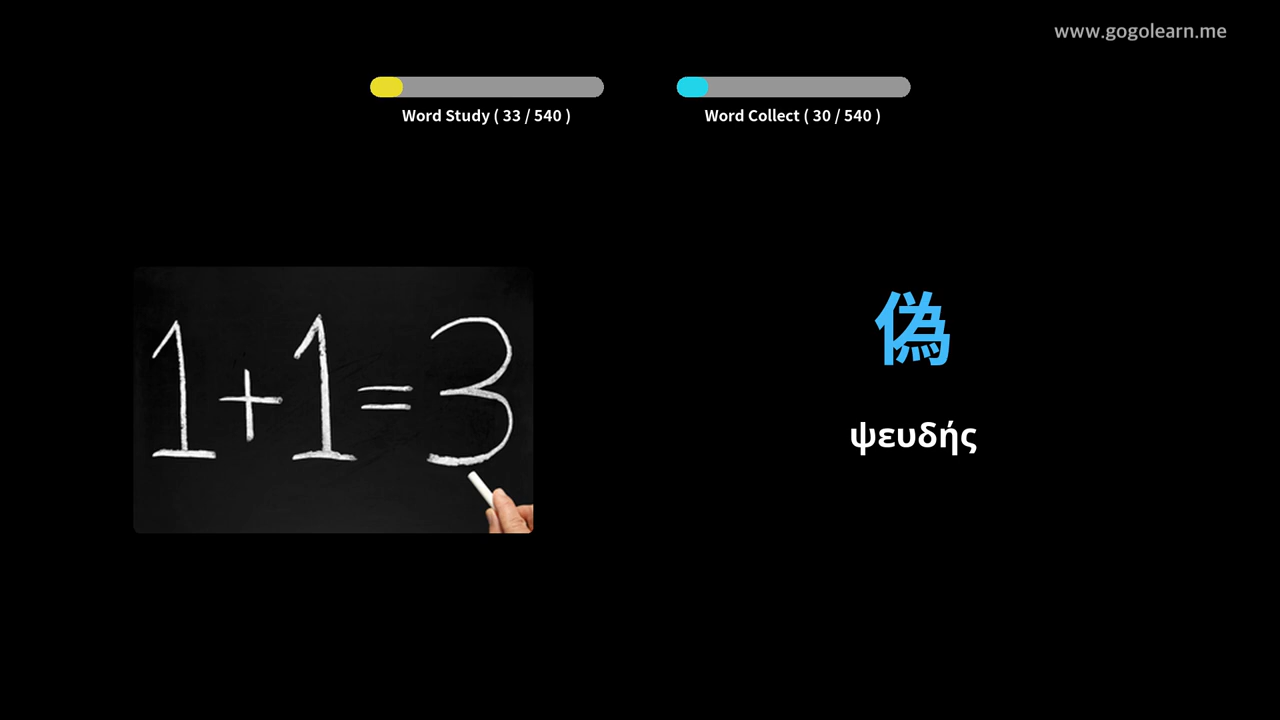 www.gogolearn.me
Word Study ( 33 / 540 )
Word Collect ( 30 / 540 )
1+1=3
偽
ψευδής